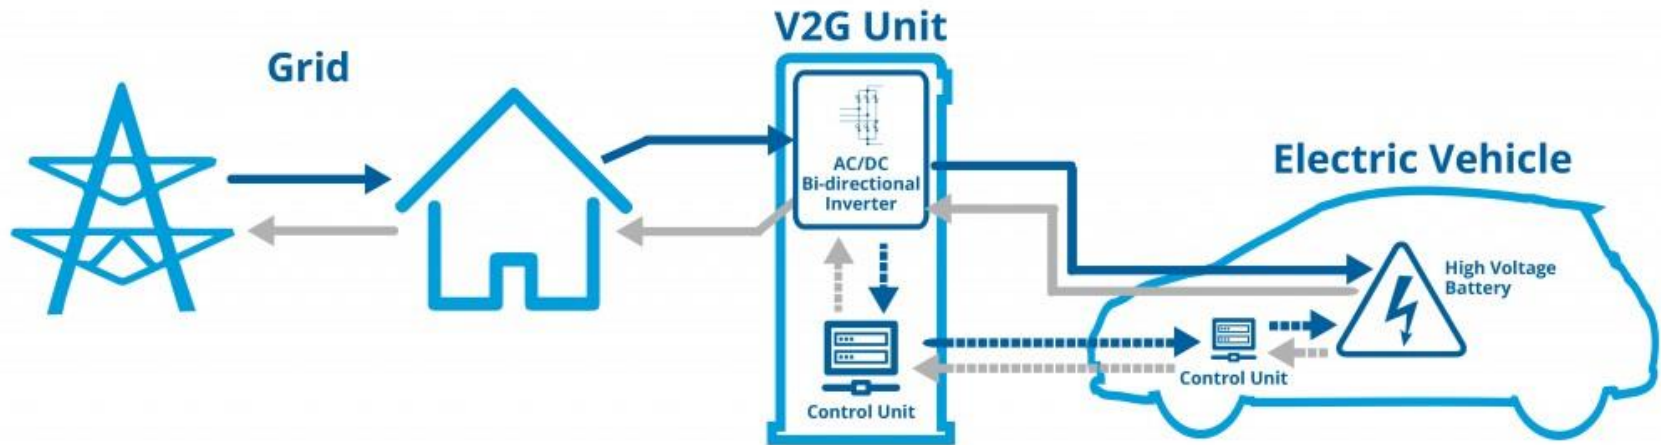 V2G Unit
Grid
AC/DC
Bi-directional
Inverter
Electric Vehicle
High Voltage
Battery
Control Unit
Control Unit